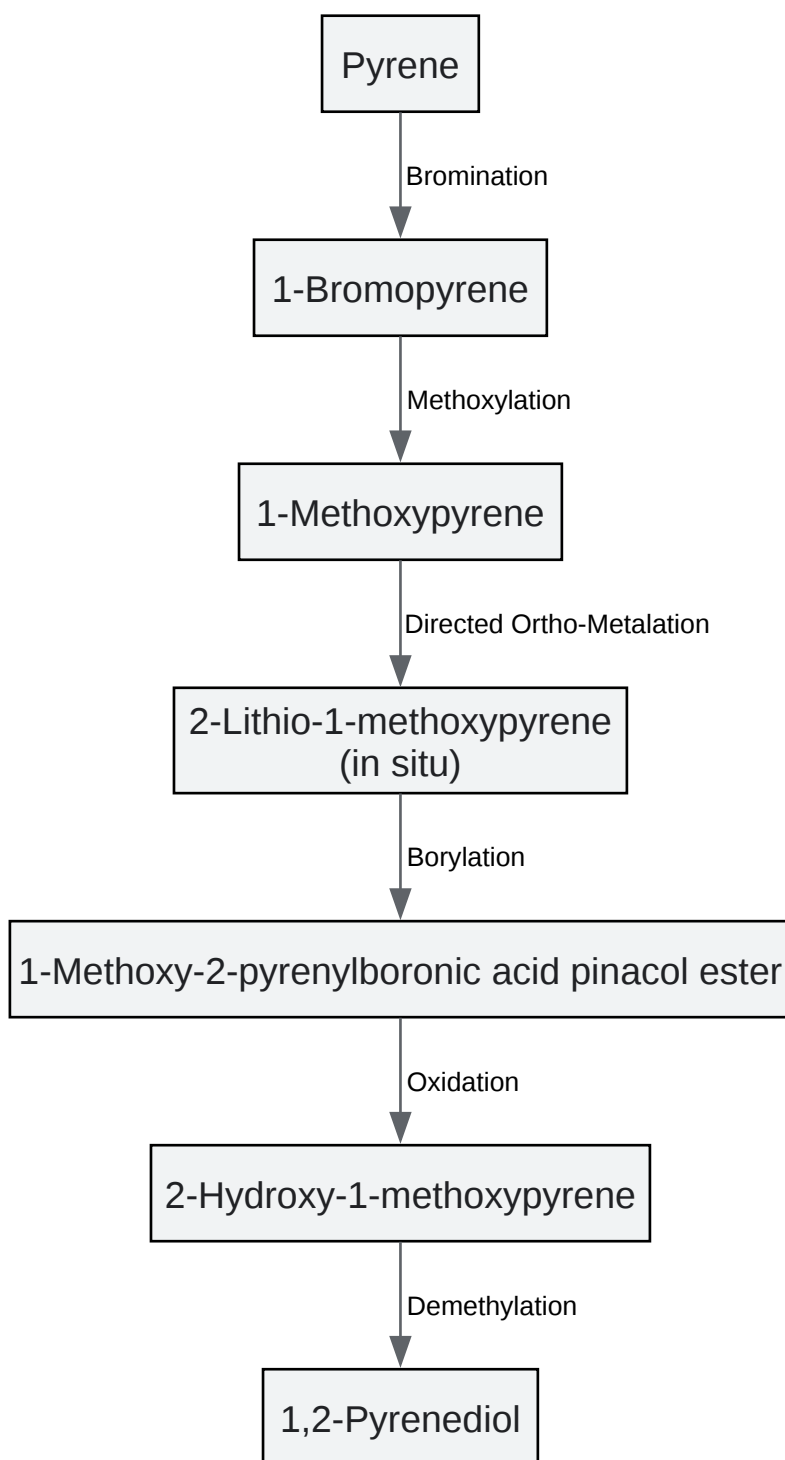 Pyrene
Bromination
1-Bromopyrene
Methoxylation
1-Methoxypyrene
Directed Ortho-Metalation
2-Lithio-1-methoxypyrene
(in situ)
Borylation
1-Methoxy-2-pyrenylboronic acid pinacol ester
Oxidation
2-Hydroxy-1-methoxypyrene
Demethylation
1,2-Pyrenediol